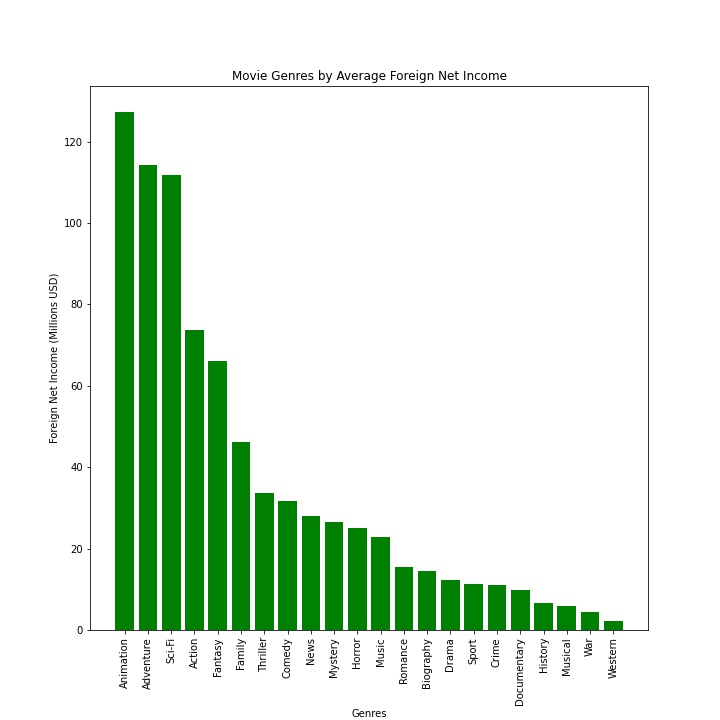 Movie Genres by Average Foreign Net Income
Foreign Net Income (Millions USD)
120
100
80
60
40
20
0
Animation
Adventure
Sci-Fi
Action
Fantasy
Family
Thriller
Comedy
News
Mystery
Horror
Music
Romance
Biography
Drama
Sport
Crime
Documentary
History
Musical
War
Western
Genres